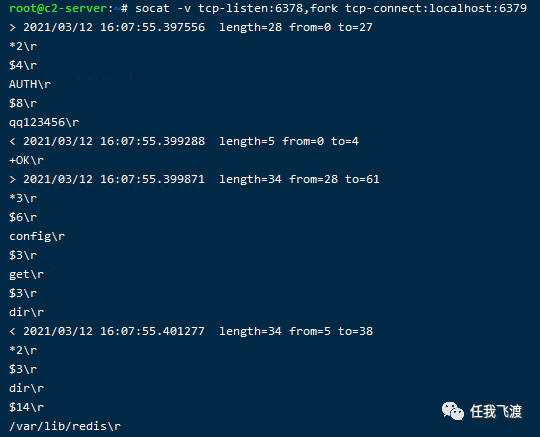 root@c2-server:~# socat -v tcp-listen:6378,fork tcp-connect:localhost:6379
> 2021/03/12 16:07:55.397556  length=28 from=0 to=27
*2\r
$4\r
AUTH\r
$8\r
qq123456\r
< 2021/03/12 16:07:55.399288  length=5 from=0 to=4
+OK\r
> 2021/03/12 16:07:55.399871  length=34 from=28 to=61
*3\r
$6\r
config\r
$3\r
get\r
$3\r
dir\r
< 2021/03/12 16:07:55.401277  length=34 from=5 to=38
*2\r
$3\r
dir\r
$14\r
/var/lib/redis\r
任我飞渡